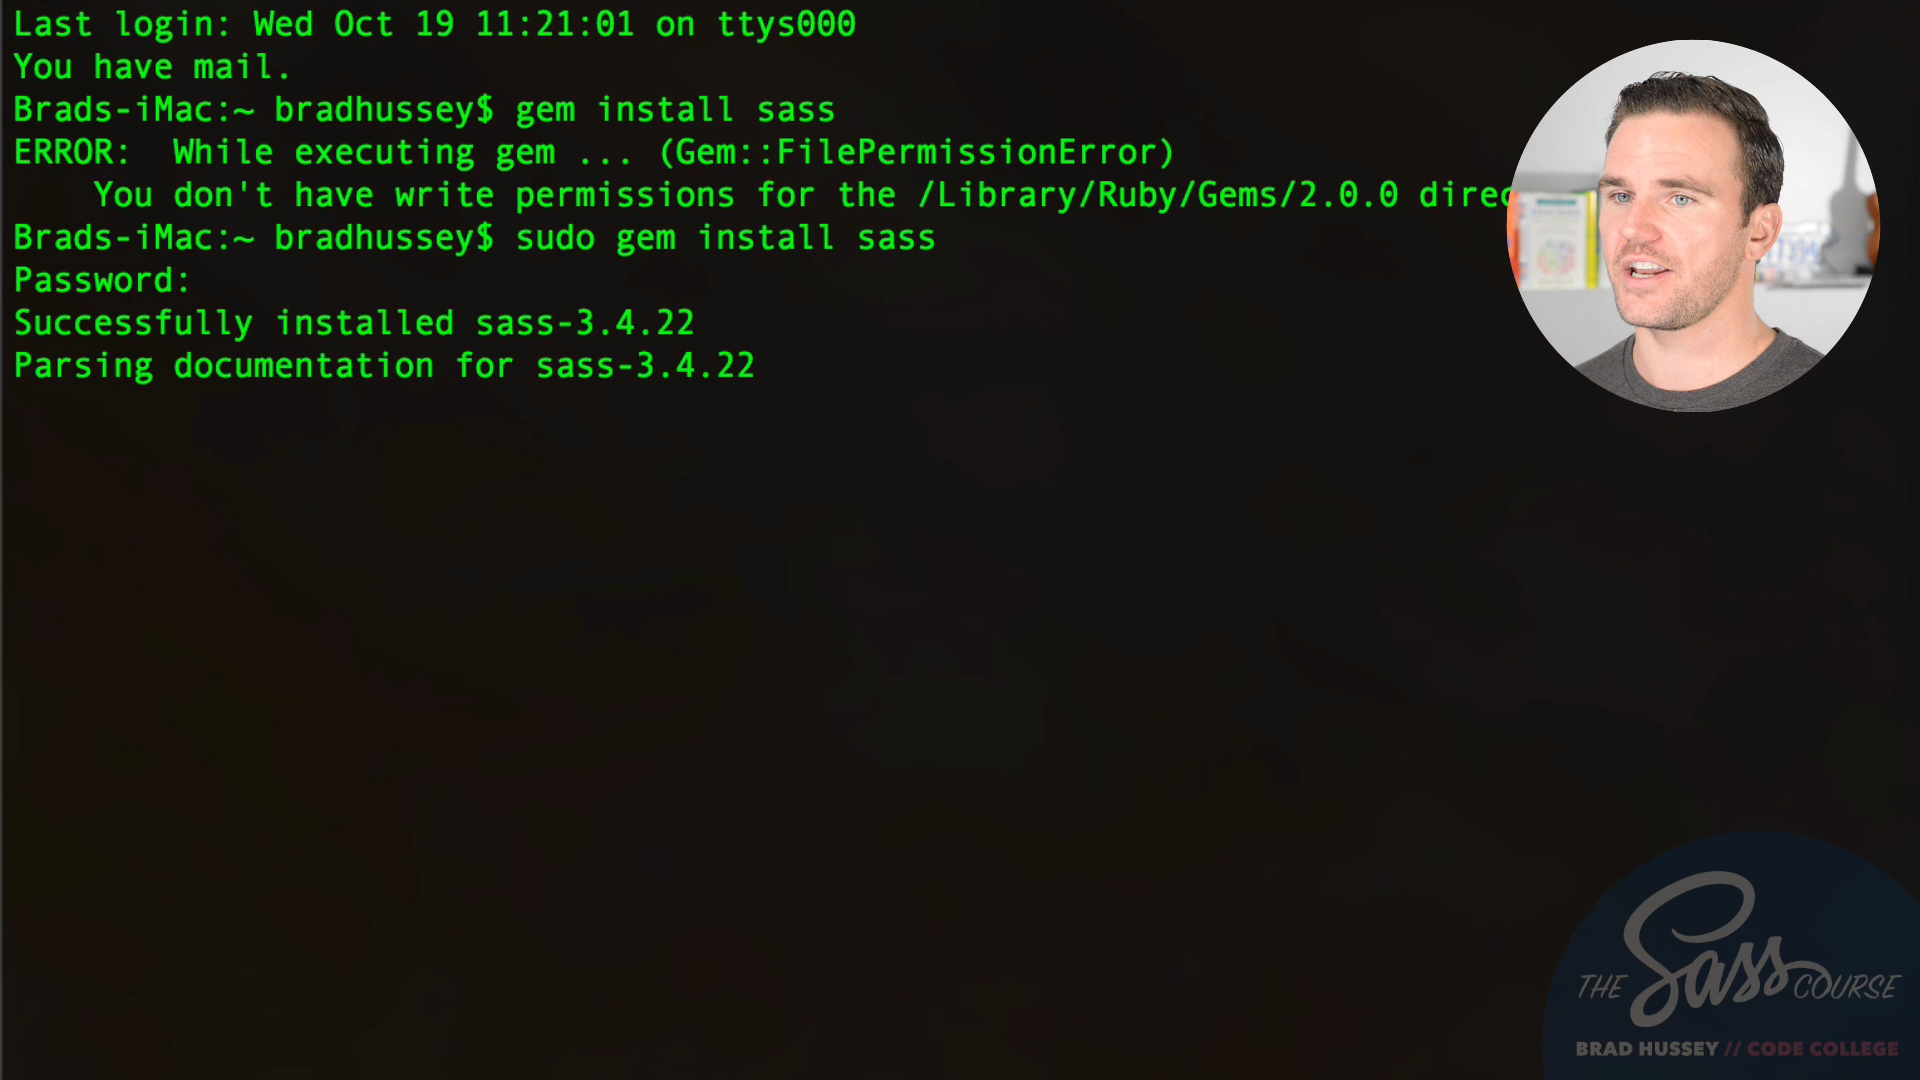 Last login: Wed Oct 19 11:21:01 on ttys000
You have mail.
Brads-iMac:~ bradhussey$ gem install sass
ERROR:  While executing gem ... (Gem::FilePermissionError)
    You don't have write permissions for the /Library/Ruby/Gems/2.0.0
Brads-iMac:~ bradhussey$ sudo gem install sass
Password:
Successfully installed sass-3.4.22
Parsing documentation for sass-3.4.22
THE Sass COURSE
BRAD HUSSEY // CODE COLLEGE